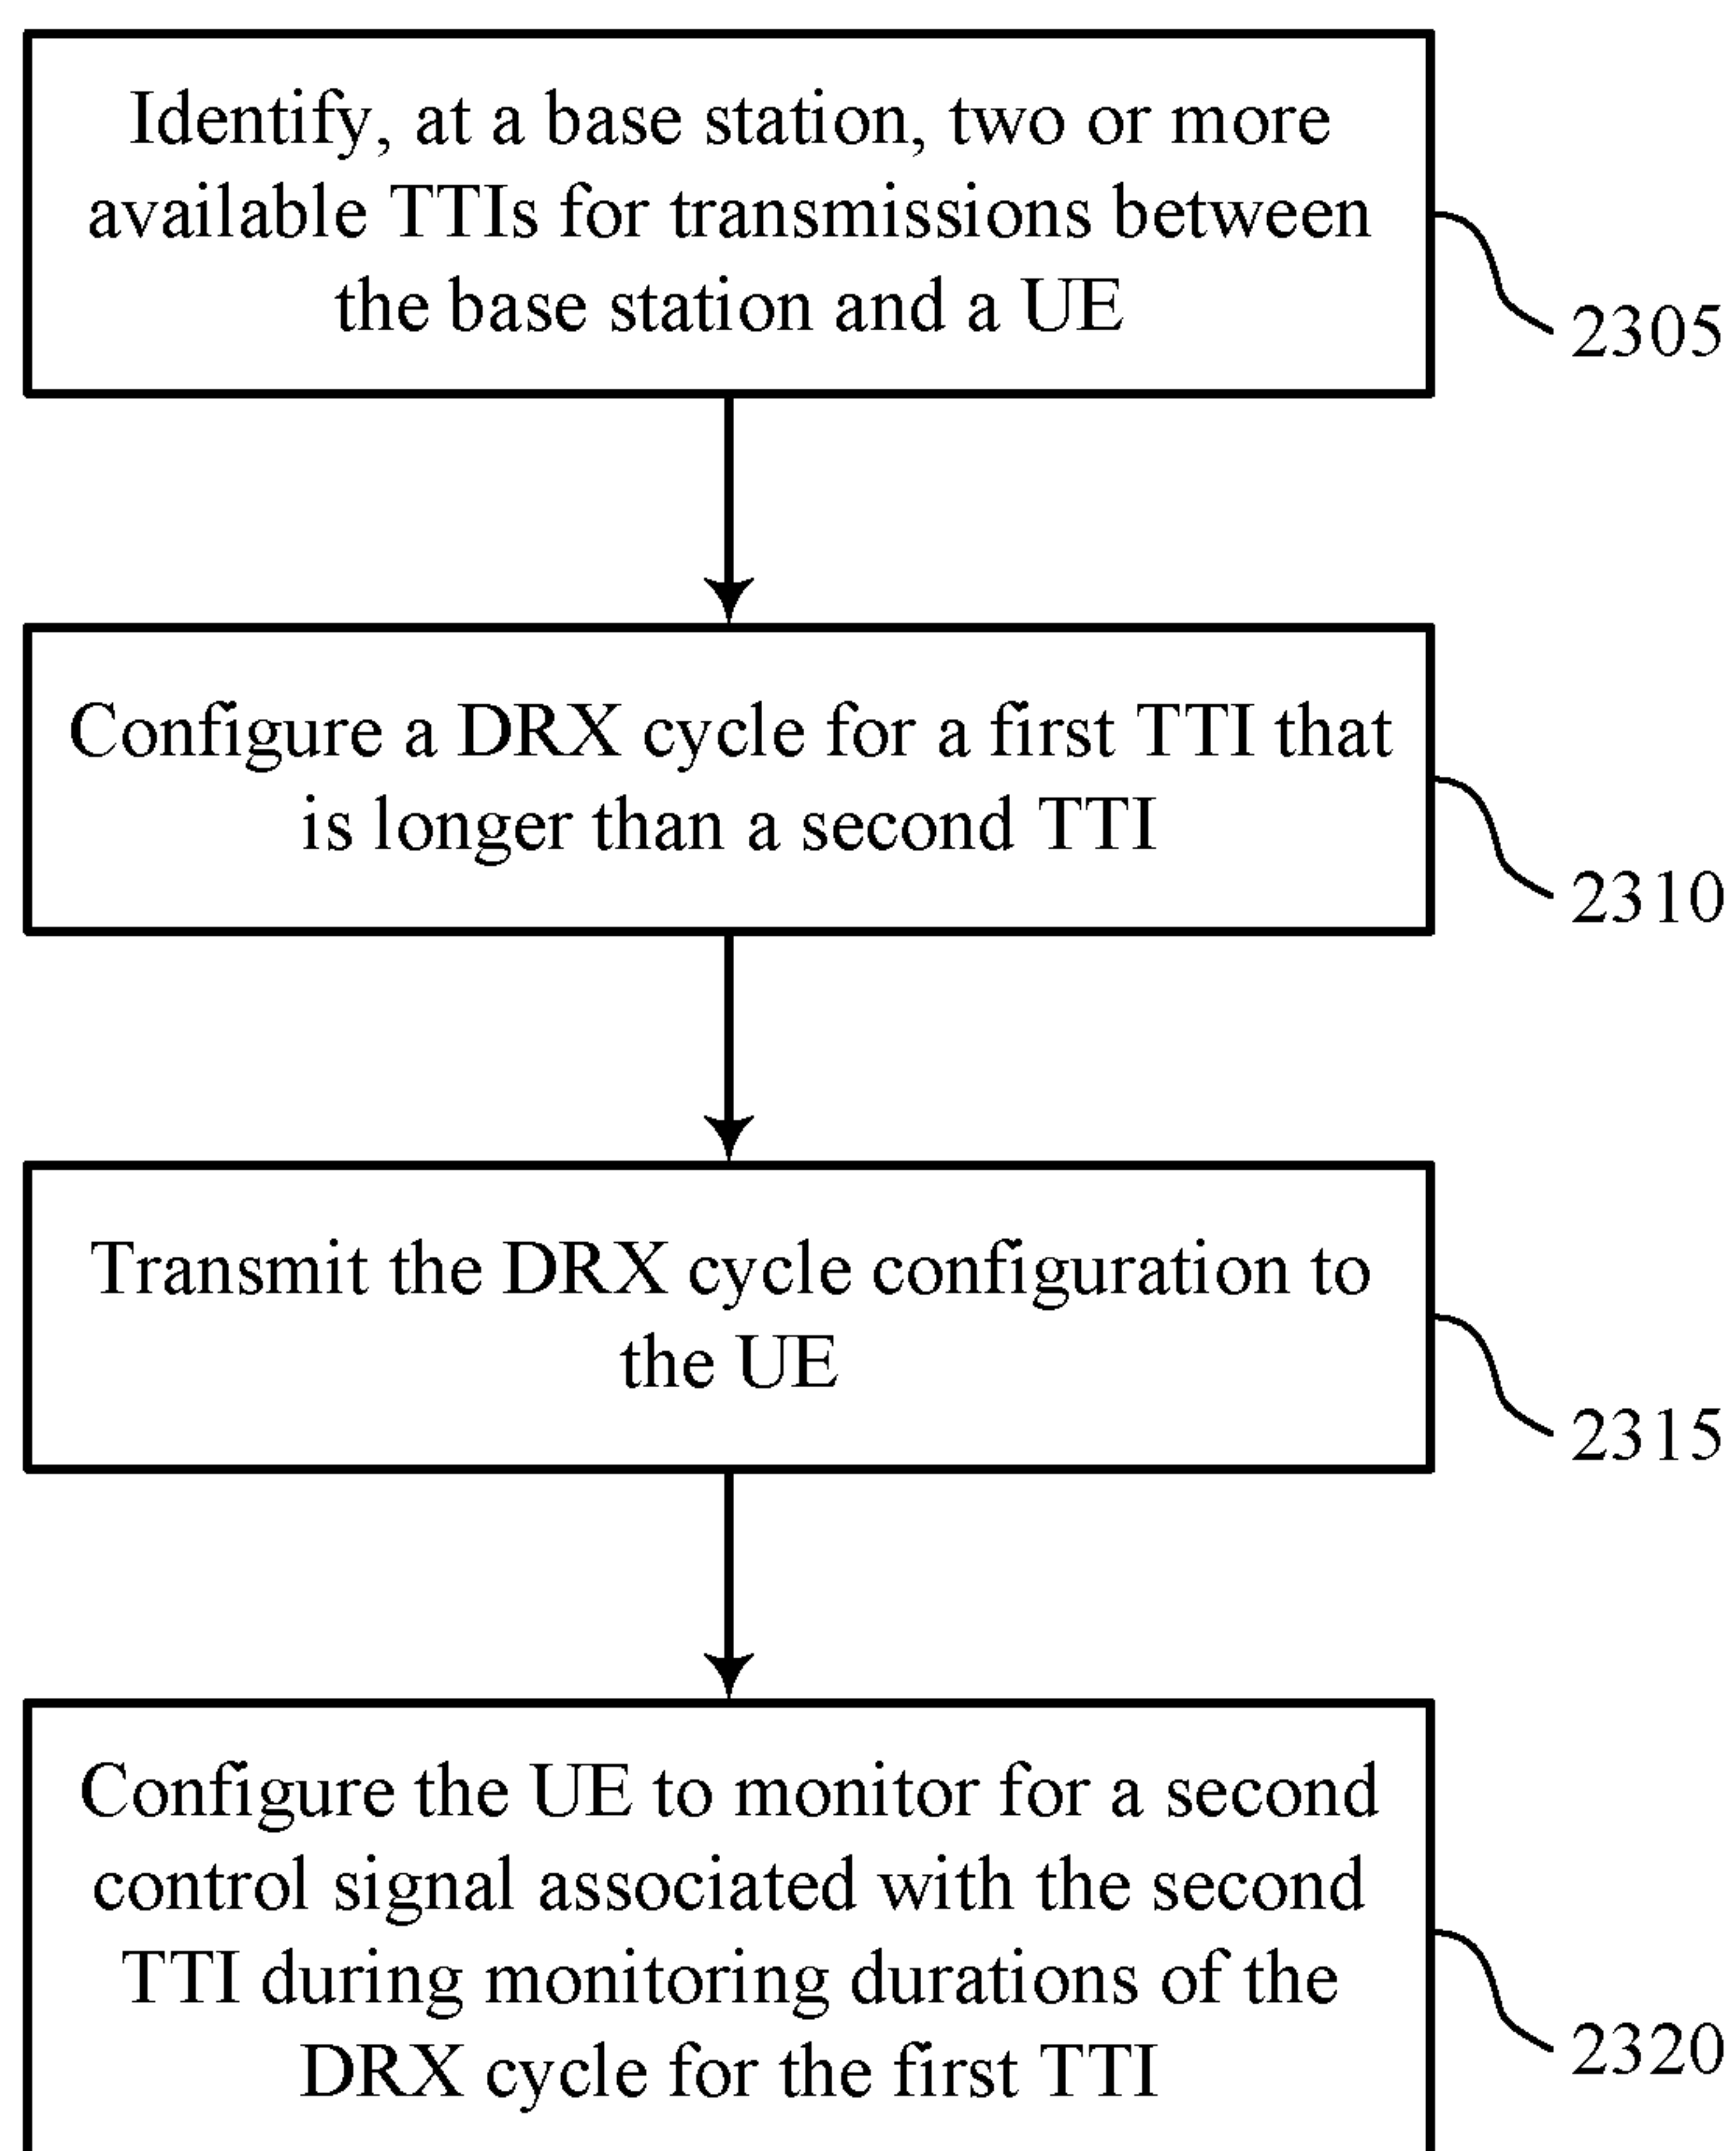 Identify, at a base station, two or more
available TTIs for transmissions between
the base station and a UE
2305
Configure a DRX cycle for a first TTI that
is longer than a second TTI
2310
Transmit the DRX cycle configuration to
the UE
2315
Configure the UE to monitor for a second
control signal associated with the second
TTI during monitoring durations of the
DRX cycle for the first TTI
2320